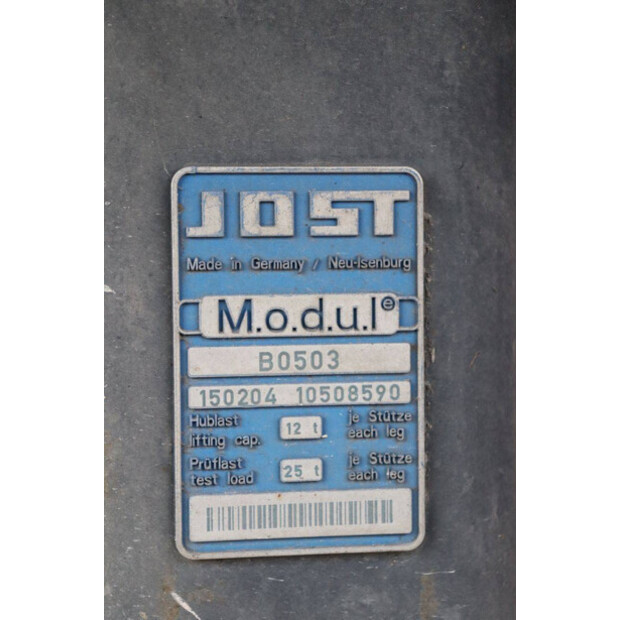 JOST
Made in Germany / Neu-Isenburg
M.o.d.u.l e
B0503
150204 10508590
Hublast 12 t je Stütze
lifting cap. each leg
Prüflast 25 t je Stütze
test load each leg